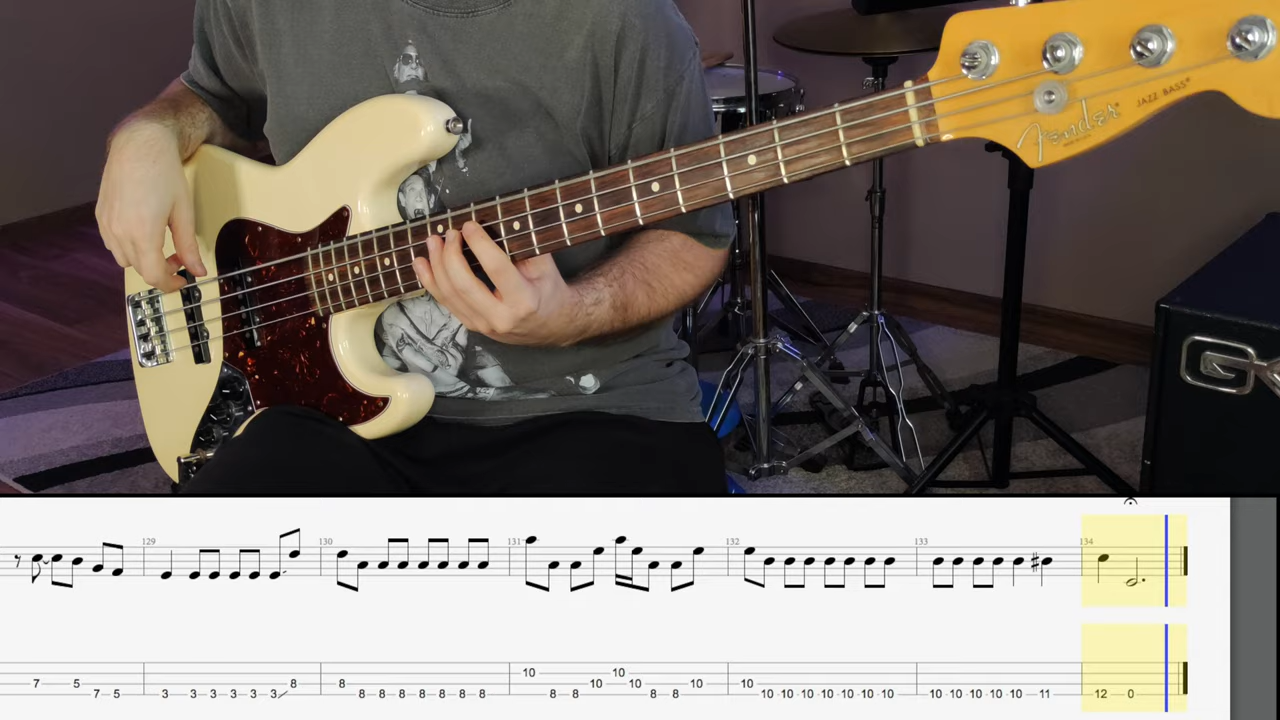 Fender
JAZZ BASS
GK
129 130 131 132 133 134
10 10
7 5 8 8 10 10 10 10
7 5 3 3 3 3 3 3 8 8 8 8 8 8 8 8 8 8 8 10 10 10 10 10 10 10 10 10 10 10 10 11 12 0